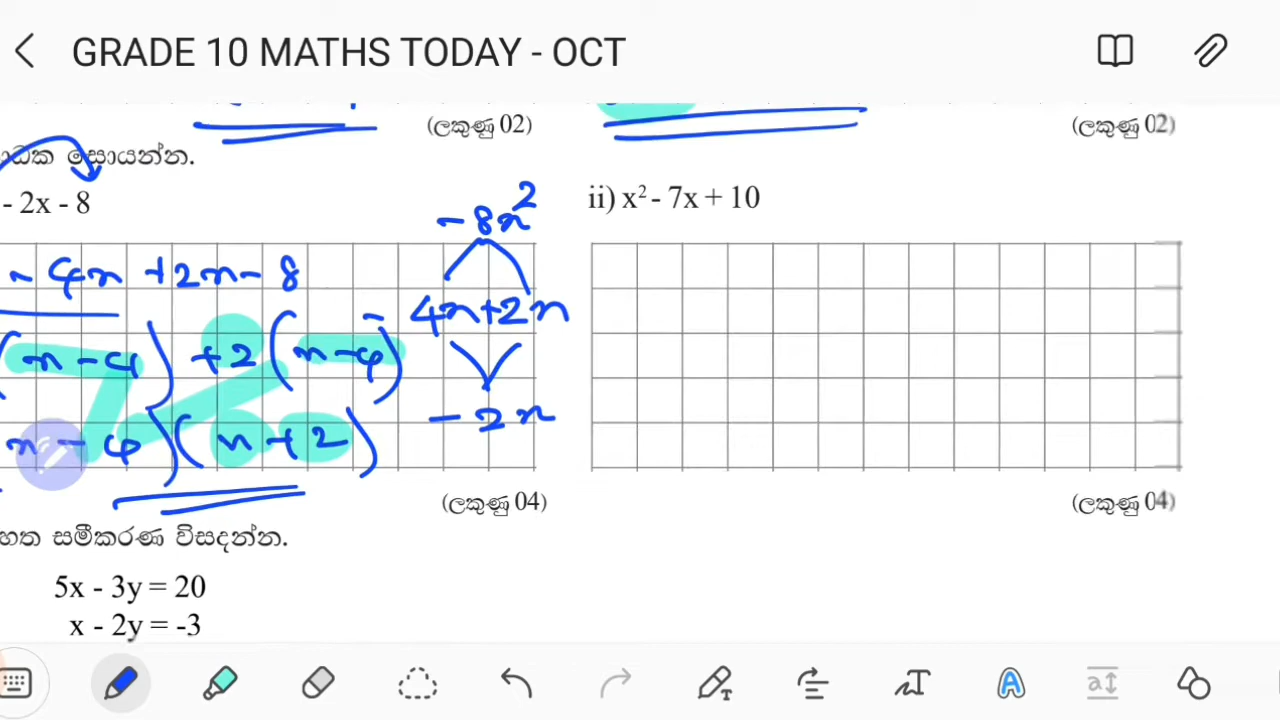 GRADE 10 MATHS TODAY - OCT
(ලකුණු 02)
(ලකුණු 02)
සොයන්න.
- 2x - 8
ii) x² - 7x + 10
- 8x²
- 4x + 2x - 8
- 4x + 2x
(x - 4) + 2 (x - 4)
- 2x
x - 4) (x + 2)
(ලකුණු 04)
(ලකුණු 04)
හත සමීකරණ විසදන්න.
5x - 3y = 20
x - 2y = -3